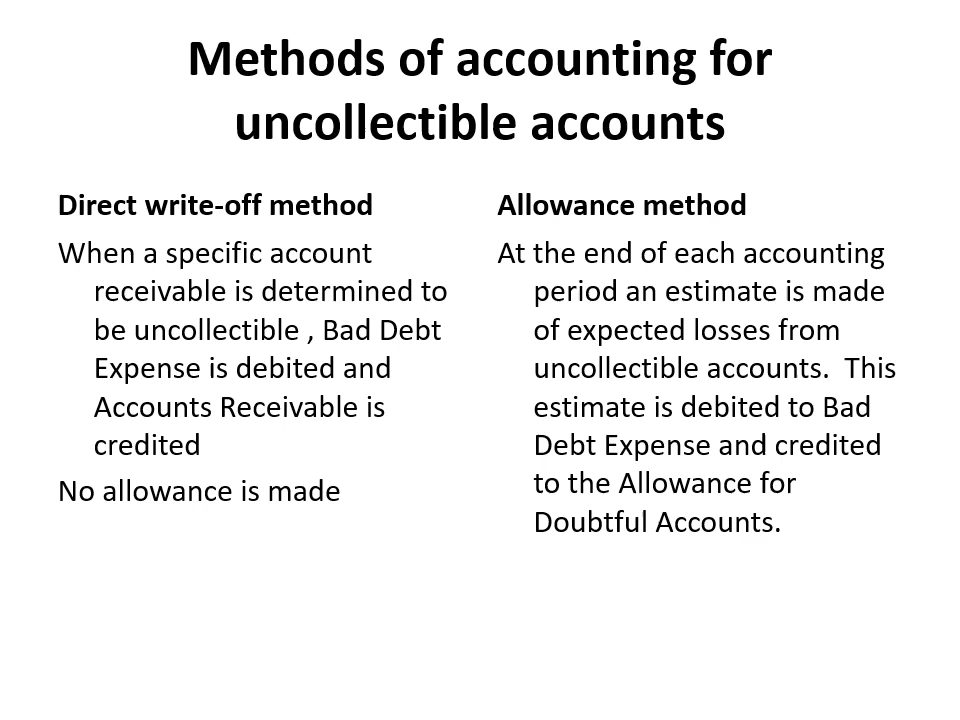 Methods of accounting for
uncollectible accounts
Direct write-off method
When a specific account
receivable is determined to
be uncollectible , Bad Debt
Expense is debited and
Accounts Receivable is
credited
No allowance is made
Allowance method
At the end of each accounting
period an estimate is made
of expected losses from
uncollectible accounts.  This
estimate is debited to Bad
Debt Expense and credited
to the Allowance for
Doubtful Accounts.